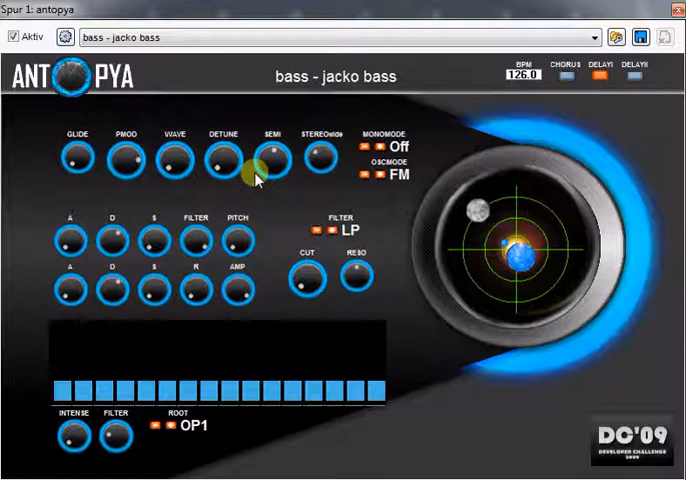 Spur 1: antopya
Aktiv
bass - jacko bass
ANTOPYA
bass - jacko bass
BPM
126.0
CHORUS
DELAYI
DELAYII
GLIDE
PMOD
WAVE
DETUNE
SEMI
STEREOwide
MONOMODE
Off
OSCMODE
FM
A
D
S
FILTER
PITCH
FILTER
LP
CUT
RESO
A
D
S
R
AMP
INTENSE
FILTER
ROOT
OP1
DC'09
DEVELOPER CHALLENGE
2009